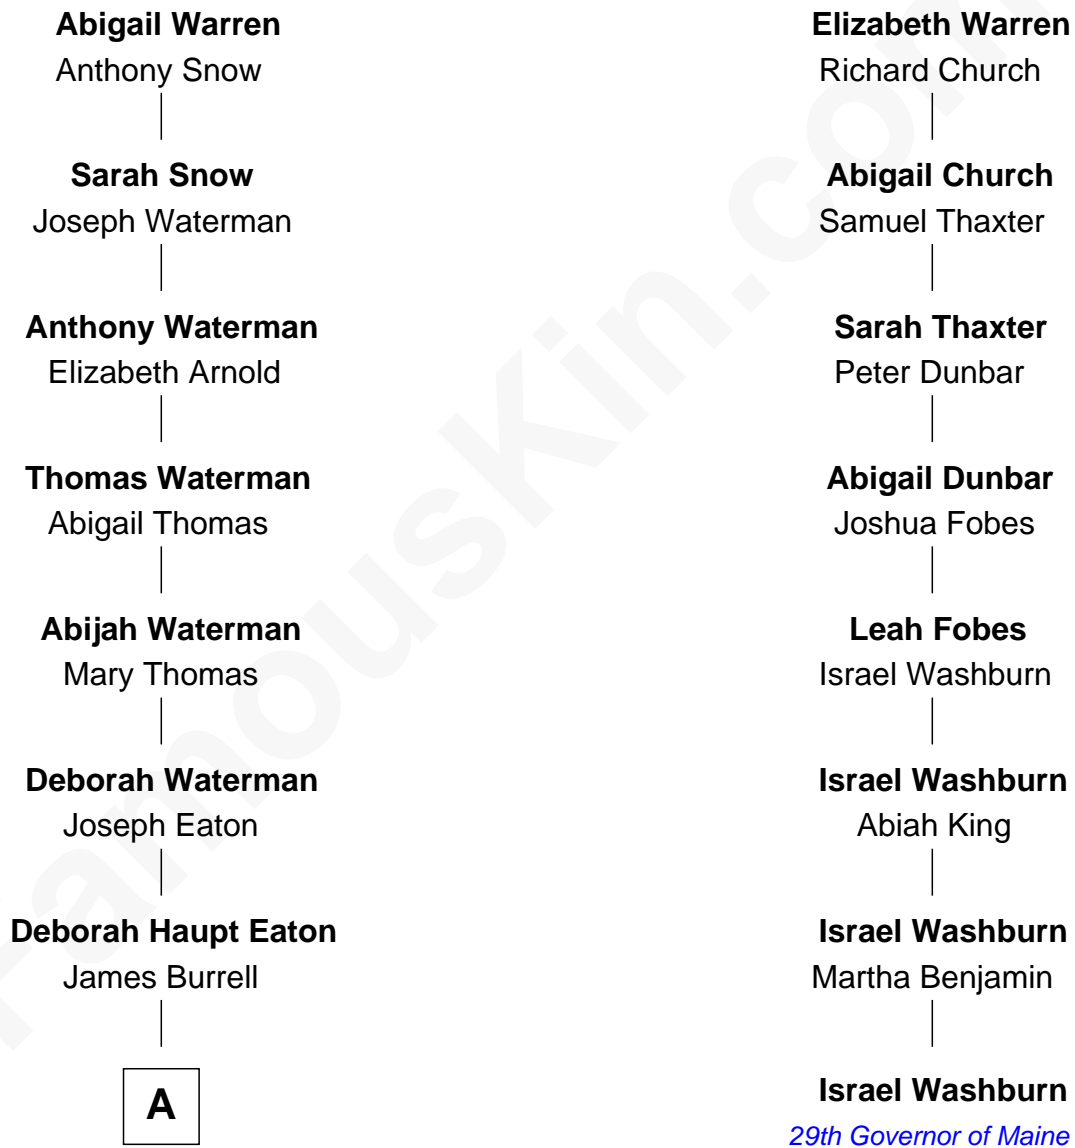 Abigail Warren
Anthony Snow
Sarah Snow
Joseph Waterman
Anthony Waterman
Elizabeth Arnold
Thomas Waterman
Abigail Thomas
Abijah Waterman
Mary Thomas
Deborah Waterman
Joseph Eaton
Deborah Haupt Eaton
James Burrell
A
Elizabeth Warren
Richard Church
Abigail Church
Samuel Thaxter
Sarah Thaxter
Peter Dunbar
Abigail Dunbar
Joshua Fobes
Leah Fobes
Israel Washburn
Israel Washburn
Abiah King
Israel Washburn
Martha Benjamin
Israel Washburn
29th Governor of Maine
FamousKin.com